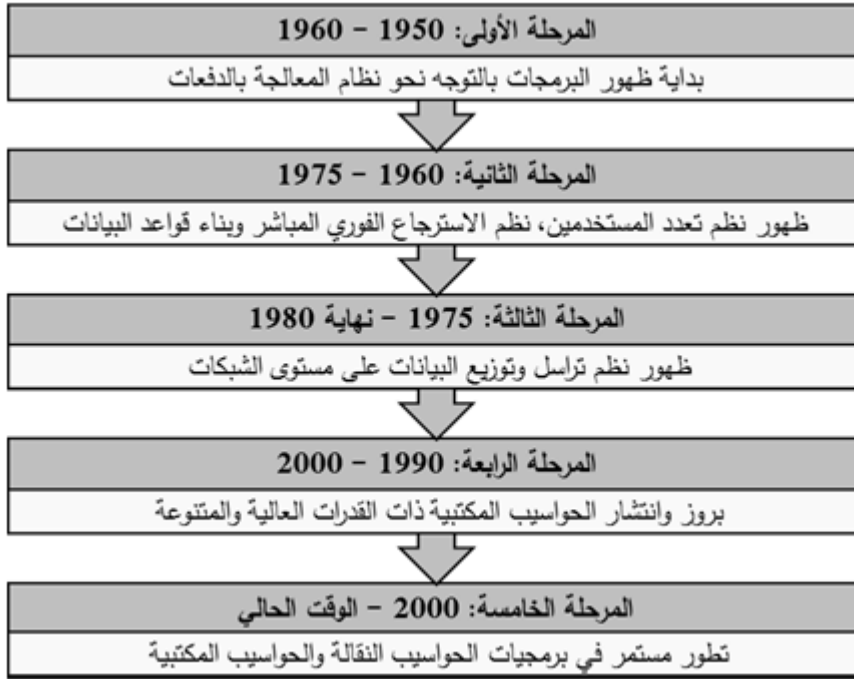 المرحلة الأولى: 1950 – 1960
بداية ظهور البرمجات بالتوجه نحو نظام المعالجة بالدفعات
المرحلة الثانية: 1960 – 1975
ظهور نظم تعدد المستخدمين، نظم الاسترجاع الفوري المباشر وبناء قواعد البيانات
المرحلة الثالثة: 1975 – نهاية 1980
ظهور نظم تراسل وتوزيع البيانات على مستوى الشبكات
المرحلة الرابعة: 1990 – 2000
بروز وانتشار الحواسيب المكتبية ذات القدرات العالية والمتنوعة
المرحلة الخامسة: 2000 – الوقت الحالي
تطور مستمر في برمجيات الحواسيب النقالة والحواسيب المكتبية